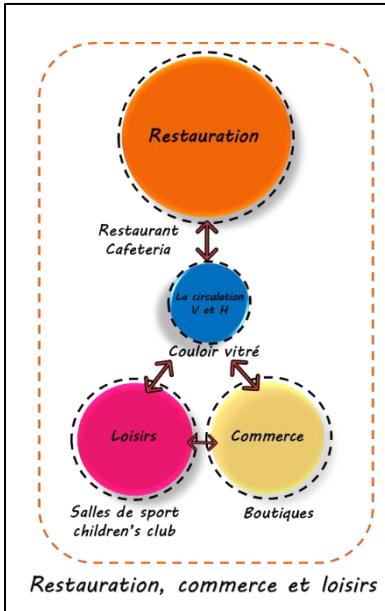 Restauration
Restaurant
Cafeteria
La circulation
V et H
Couloir vitré
Loisirs
Commerce
Salles de sport
children's club
Boutiques
Restauration, commerce et loisirs